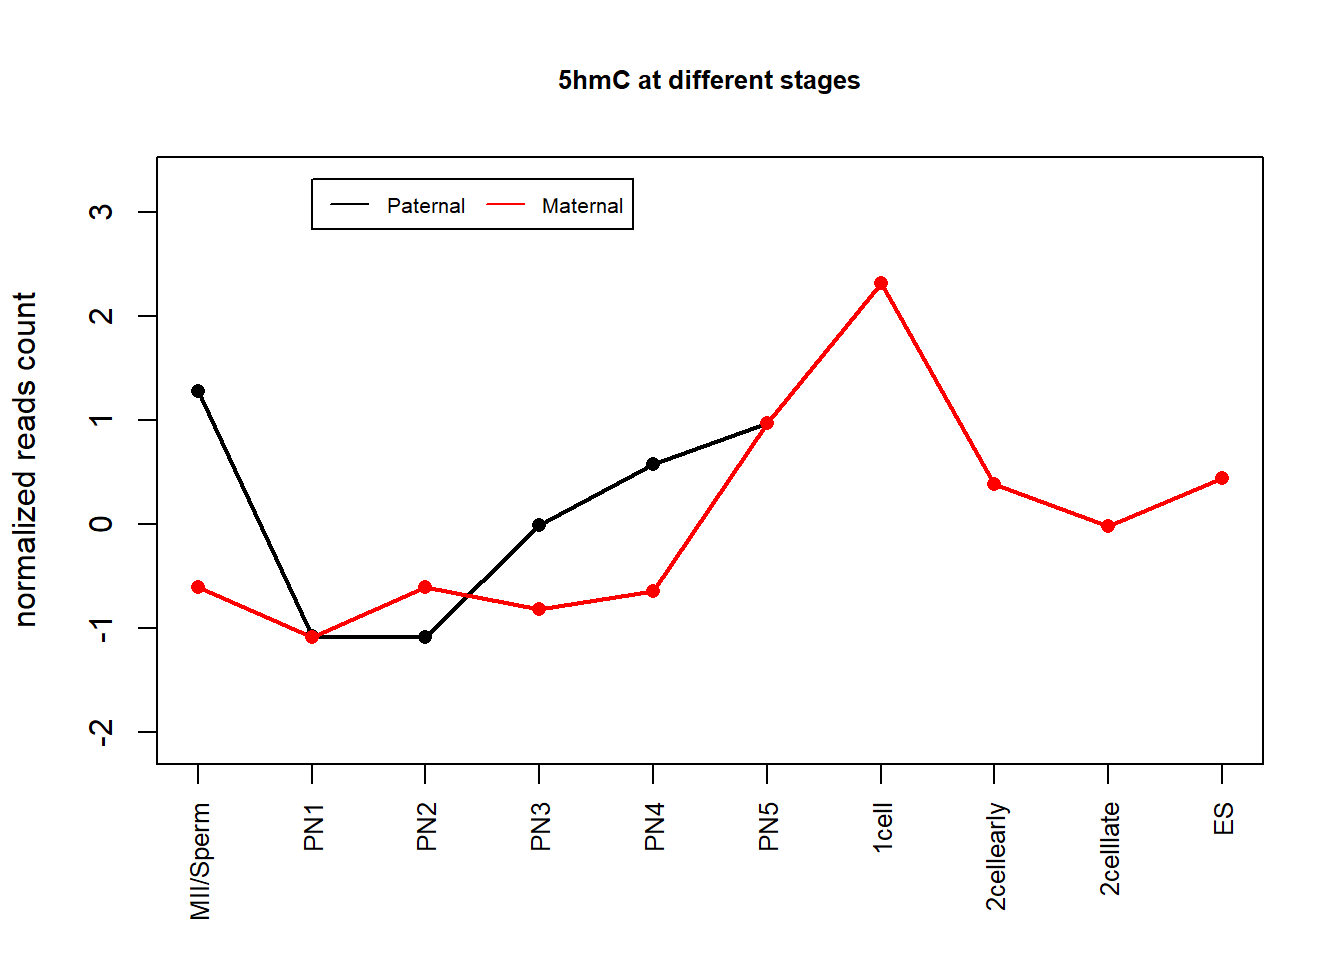 5hmC at different stages
Paternal Maternal
normalized reads count
3
2
1
0
-1
-2
MII/Sperm
PN1
PN2
PN3
PN4
PN5
1cell
2cellearly
2celllate
ES